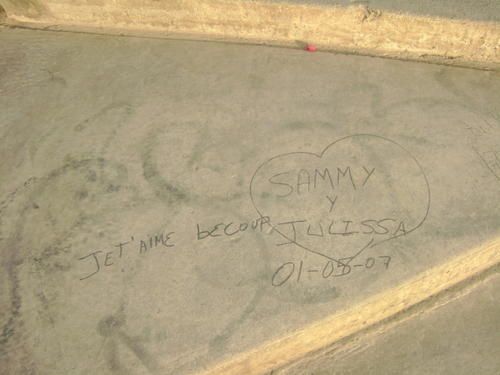 SAMMY
Y
JULISSA
JET'AIME becoup
01-08-07